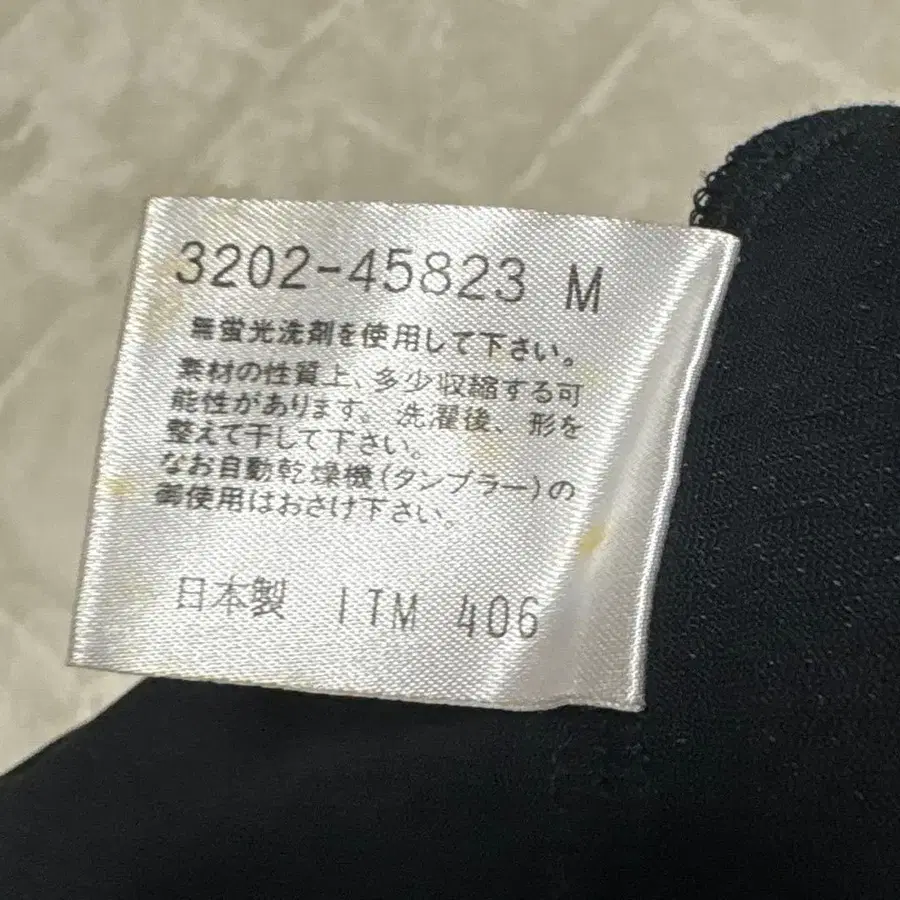 3202-45823 M
無蛍光洗剤を使用して下さい。
素材の性質上、多少収縮する可
能性があります。洗濯後、形を
整えて干して下さい。
なお自動乾燥機(タンブラー)の
御使用はおさけ下さい。
日本製 ITM 406